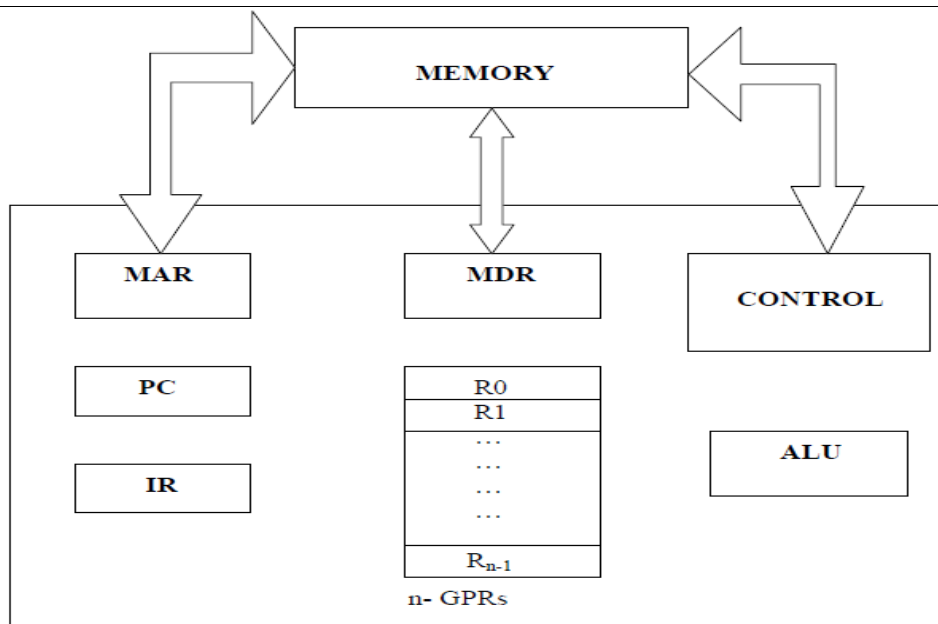 MEMORY
MAR
MDR
CONTROL
PC
R0
R1
...
ALU
...
IR
...
...
Rn-1
n- GPRs